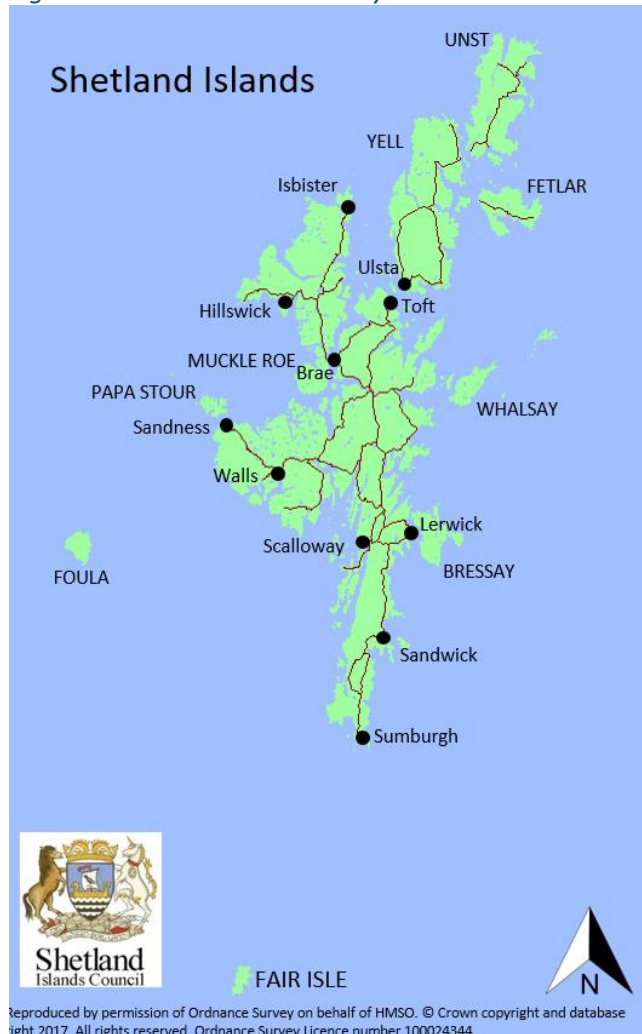 Shetland Islands
UNST
YELL
FETLAR
Isbister
Ulsta
Toft
Hillswick
MUCKLE ROE
Brae
PAPA STOUR
WHALSAY
Sandness
Walls
Lerwick
Scalloway
BRESSAY
FOULA
Sandwick
Sumburgh
Shetland
Islands Council
FAIR ISLE
N
Reproduced by permission of Ordnance Survey on behalf of HMSO. © Crown copyright and database
right 2017. All rights reserved. Ordnance Survey Licence number 100024344